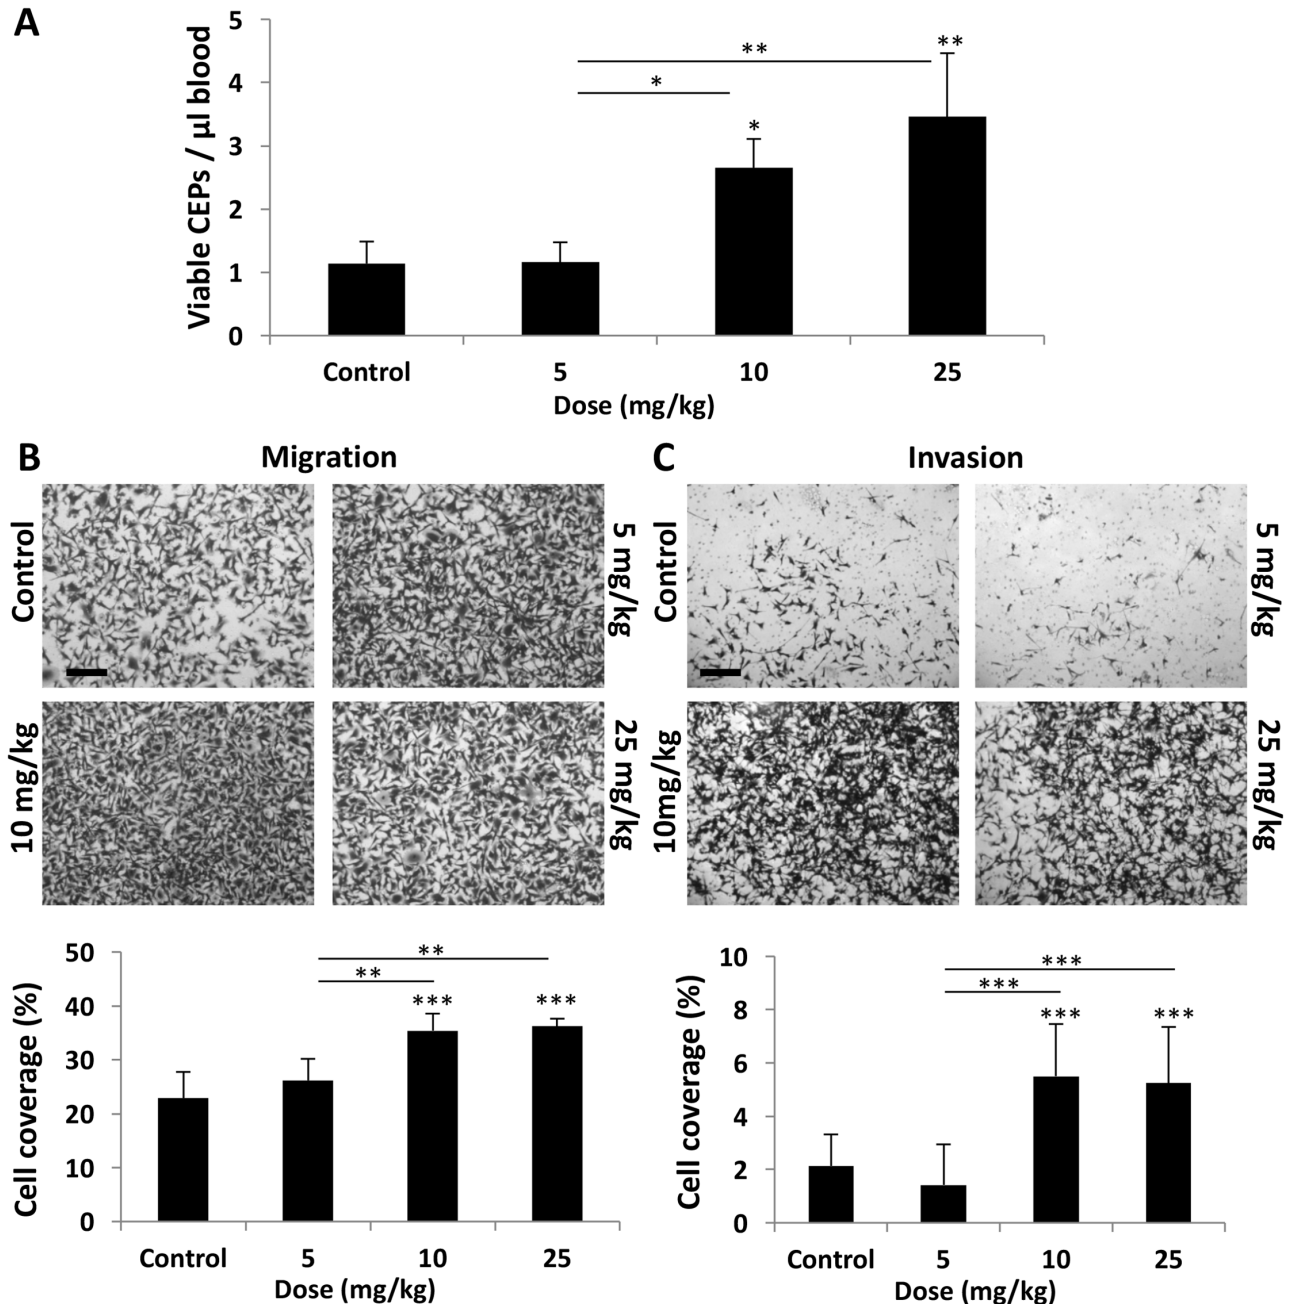 A
Viable CEPs / µl blood
5
4
3
2
1
0
**
*
*
**
Control 5 10 25
Dose (mg/kg)
B Migration
Control
5 mg/kg
10 mg/kg
25 mg/kg
Cell coverage (%)
50
40
30
20
10
0
**
**
*** ***
Control 5 10 25
Dose (mg/kg)
C Invasion
Control
5 mg/kg
10mg/kg
25 mg/kg
Cell coverage (%)
10
8
6
4
2
0
***
***
*** ***
Control 5 10 25
Dose (mg/kg)